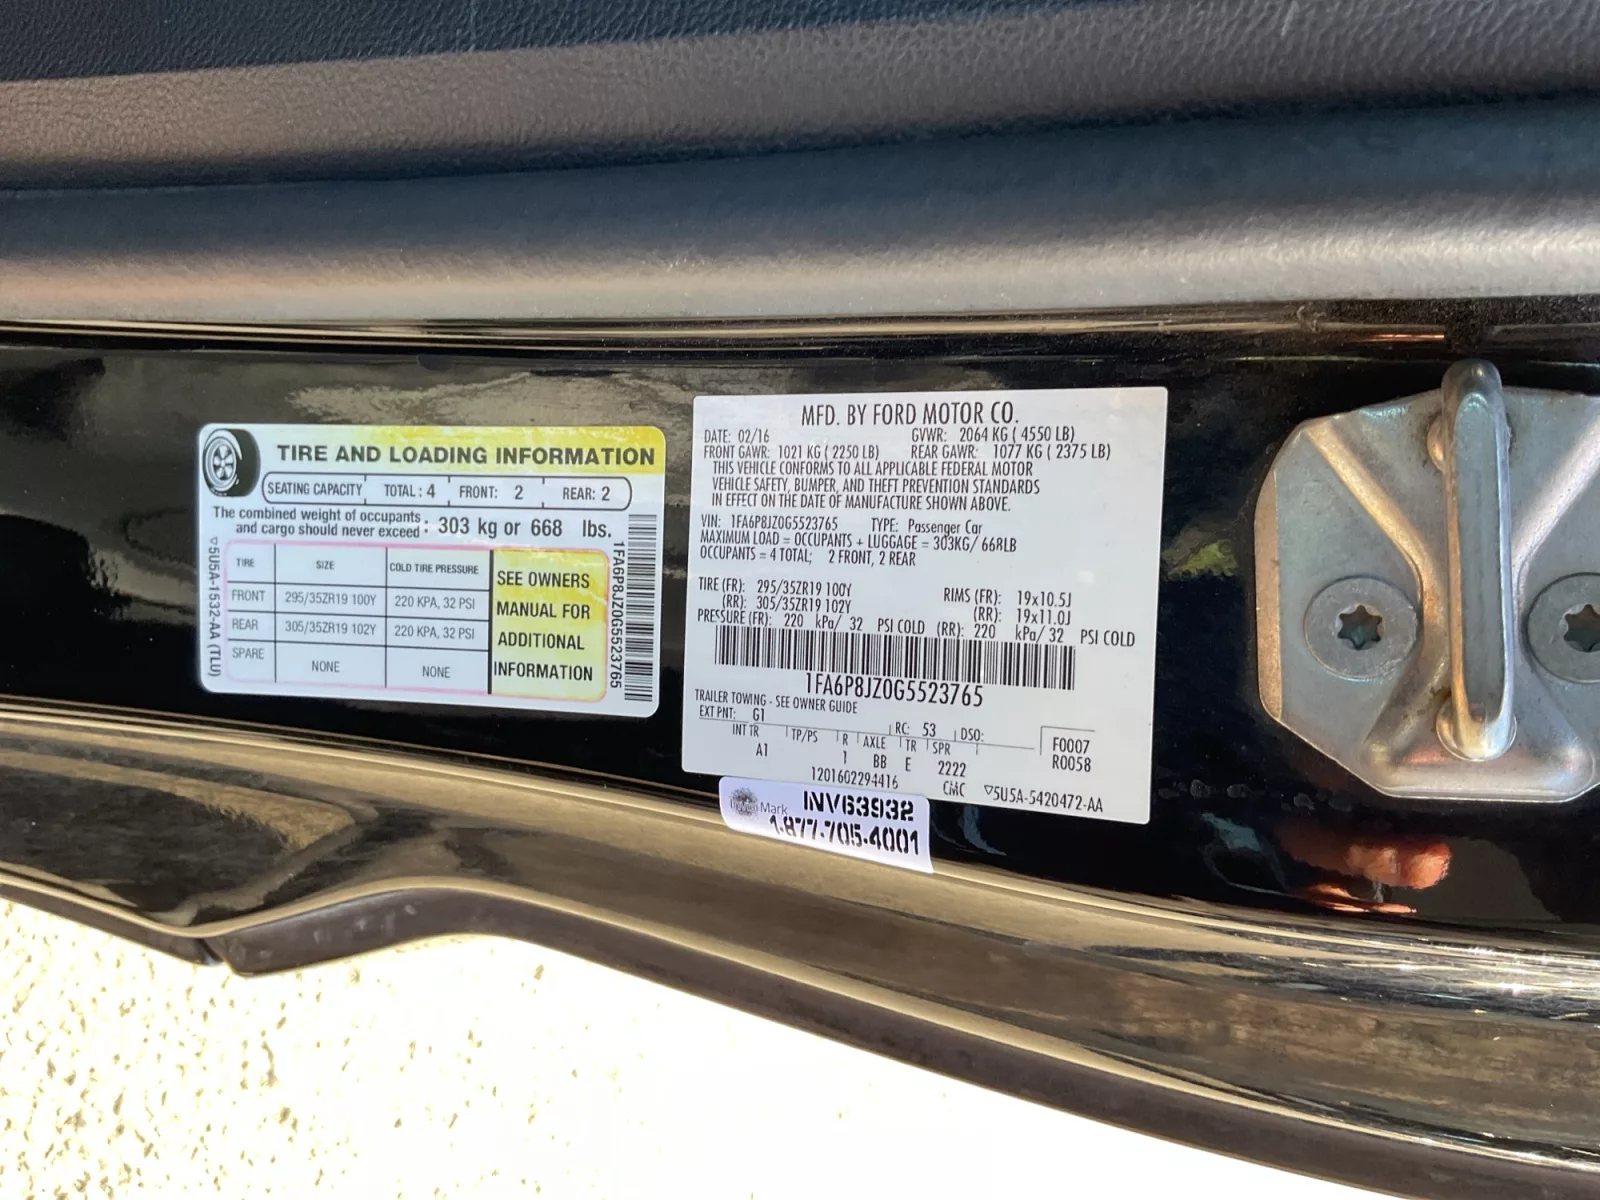 TIRE AND LOADING INFORMATION
SEATING CAPACITY TOTAL: 4 FRONT: 2 REAR: 2
The combined weight of occupants
and cargo should never exceed : 303 kg or 668 lbs.
TIRE SIZE COLD TIRE PRESSURE
FRONT 295/35ZR19 100Y 220 KPA, 32 PSI
REAR 305/35ZR19 102Y 220 KPA, 32 PSI
SPARE NONE NONE
SEE OWNERS
MANUAL FOR
ADDITIONAL
INFORMATION
5U5A-1532-AA (TLU)
1FA6P8JZ0G5523765
MFD. BY FORD MOTOR CO.
DATE: 02/16 GVWR: 2064 KG ( 4550 LB)
FRONT GAWR: 1021 KG ( 2250 LB) REAR GAWR: 1077 KG ( 2375 LB)
THIS VEHICLE CONFORMS TO ALL APPLICABLE FEDERAL MOTOR
VEHICLE SAFETY, BUMPER, AND THEFT PREVENTION STANDARDS
IN EFFECT ON THE DATE OF MANUFACTURE SHOWN ABOVE.
VIN: 1FA6P8JZ0G5523765 TYPE: Passenger Car
MAXIMUM LOAD = OCCUPANTS + LUGGAGE = 303KG/ 668LB
OCCUPANTS = 4 TOTAL; 2 FRONT, 2 REAR
TIRE (FR): 295/35ZR19 100Y RIMS (FR): 19x10.5J
(RR): 305/35ZR19 102Y (RR): 19x11.0J
PRESSURE (FR): 220 kPa/ 32 PSI COLD (RR): 220 kPa/ 32 PSI COLD
1FA6P8JZ0G5523765
TRAILER TOWING - SEE OWNER GUIDE
EXT PNT: G1 RC: 53 DSO:
INT TR TP/PS R AXLE TR SPR
A1 1 BB E 2222
F0007
R0058
1201602294416 CMC 5U5A-5420472-AA
Mark INV63932
1-877-705-4001